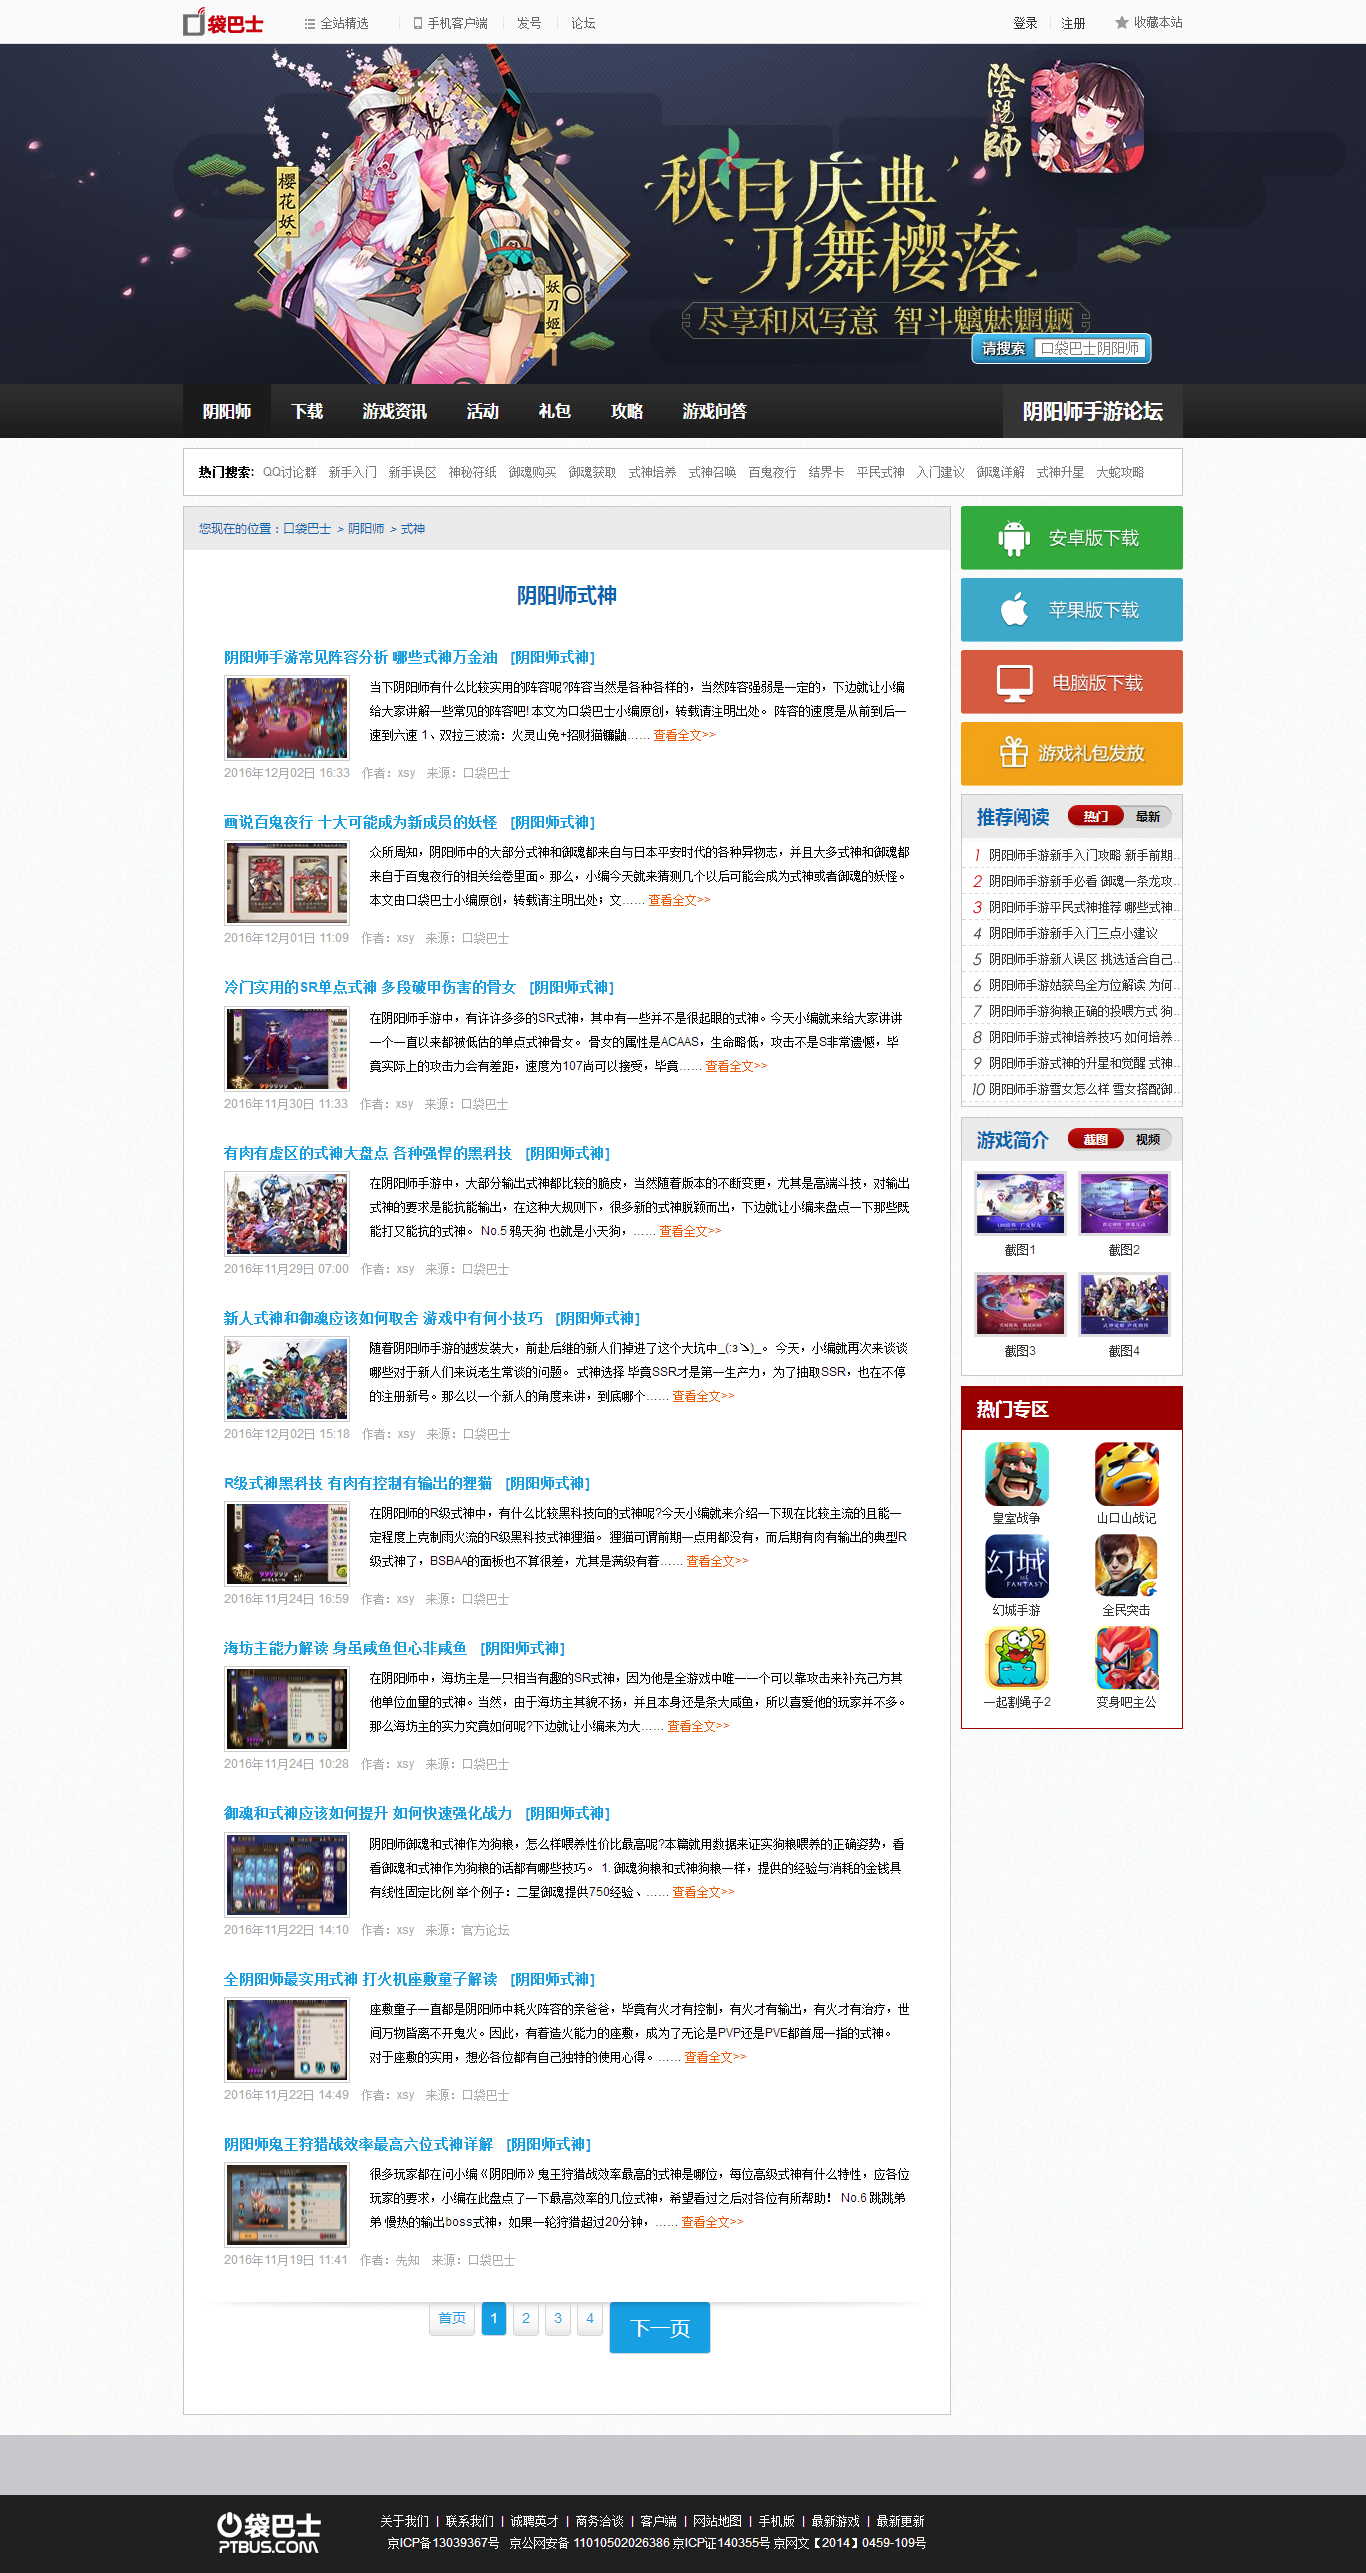 袋巴士 全站精选 手机客户端 发号 论坛 登录 注册 收藏本站
陰陽師
樱花妖
妖刀姬
秋日庆典
刀舞樱落
尽享和风写意 智斗魑魅魍魉
请搜索 口袋巴士阴阳师
阴阳师 下载 游戏资讯 活动 礼包 攻略 游戏问答 阴阳师手游论坛
热门搜索: QQ讨论群 新手入门 新手误区 神秘符纸 御魂购买 御魂获取 式神培养 式神召唤 百鬼夜行 结界卡 平民式神 入门建议 御魂详解 式神升星 大蛇攻略
您现在的位置：口袋巴士 > 阴阳师 > 式神
阴阳师式神
阴阳师手游常见阵容分析 哪些式神万金油 [阴阳师式神]
当下阴阳师有什么比较实用的阵容呢?阵容当然是各种各样的，当然阵容强弱是一定的，下边就让小编
给大家讲解一些常见的阵容吧! 本文为口袋巴士小编原创，转载请注明出处。 阵容的速度是从前到后一
速到六速 1、双拉三波流：火灵山兔+招财猫镰鼬…… 查看全文>>
2016年12月02日 16:33 作者：xsy 来源：口袋巴士
画说百鬼夜行 十大可能成为新成员的妖怪 [阴阳师式神]
众所周知，阴阳师中的大部分式神和御魂都来自与日本平安时代的各种异物志，并且大多式神和御魂都
来自于百鬼夜行的相关绘卷里面。那么，小编今天就来猜测几个以后可能会成为式神或者御魂的妖怪。
本文由口袋巴士小编原创，转载请注明出处；文…… 查看全文>>
2016年12月01日 11:09 作者：xsy 来源：口袋巴士
冷门实用的SR单点式神 多段破甲伤害的骨女 [阴阳师式神]
在阴阳师手游中，有许许多多的SR式神，其中有一些并不是很起眼的式神。今天小编就来给大家讲讲
一个一直以来都被低估的单点式神骨女。 骨女的属性是ACAAS，生命略低，攻击不是S非常遗憾，毕
竟实际上的攻击力会有差距，速度为107尚可以接受，毕竟…… 查看全文>>
2016年11月30日 11:33 作者：xsy 来源：口袋巴士
有肉有虚区的式神大盘点 各种强悍的黑科技 [阴阳师式神]
在阴阳师手游中，大部分输出式神都比较的脆皮，当然随着版本的不断变更，尤其是高端斗技，对输出
式神的要求是能抗能输出，在这种大规则下，很多新的式神脱颖而出，下边就让小编来盘点一下那些既
能打又能抗的式神。 No.5 鸦天狗 也就是小天狗，…… 查看全文>>
2016年11月29日 07:00 作者：xsy 来源：口袋巴士
新人式神和御魂应该如何取舍 游戏中有何小技巧 [阴阳师式神]
随着阴阳师手游的越发装大，前赴后继的新人们掉进了这个大坑中_(:з丶)_。 今天，小编就再次来谈谈
哪些对于新人们来说老生常谈的问题。 式神选择 毕竟SSR才是第一生产力，为了抽取SSR，也在不停
的注册新号。那么以一个新人的角度来讲，到底哪个…… 查看全文>>
2016年12月02日 15:18 作者：xsy 来源：口袋巴士
R级式神黑科技 有肉有控制有输出的狸猫 [阴阳师式神]
在阴阳师的R级式神中，有什么比较黑科技向的式神呢?今天小编就来介绍一下现在比较主流的且能一
定程度上克制雨火流的R级黑科技式神狸猫。 狸猫可谓前期一点用都没有，而后期有肉有输出的典型R
级式神了，BSBAA的面板也不算很差，尤其是满级有着…… 查看全文>>
2016年11月24日 16:59 作者：xsy 来源：口袋巴士
海坊主能力解读 身虽咸鱼但心非咸鱼 [阴阳师式神]
在阴阳师中，海坊主是一只相当有趣的SR式神，因为他是全游戏中唯一一个可以靠攻击来补充己方其
他单位血量的式神。当然，由于海坊主其貌不扬，并且本身还是条大咸鱼，所以喜爱他的玩家并不多。
那么海坊主的实力究竟如何呢?下边就让小编来为大…… 查看全文>>
2016年11月24日 10:28 作者：xsy 来源：口袋巴士
御魂和式神应该如何提升 如何快速强化战力 [阴阳师式神]
阴阳师御魂和式神作为狗粮，怎么样喂养性价比最高呢?本篇就用数据来证实狗粮喂养的正确姿势，看
看御魂和式神作为狗粮的话都有哪些技巧。 1. 御魂狗粮和式神狗粮一样，提供的经验与消耗的金钱具
有线性固定比例 举个例子：二星御魂提供750经验、…… 查看全文>>
2016年11月22日 14:10 作者：xsy 来源：官方论坛
全阴阳师最实用式神 打火机座敷童子解读 [阴阳师式神]
座敷童子一直都是阴阳师中耗火阵容的亲爸爸，毕竟有火才有控制，有火才有输出，有火才有治疗，世
间万物皆离不开鬼火。因此，有着造火能力的座敷，成为了无论是PVP还是PVE都首屈一指的式神。
对于座敷的实用，想必各位都有自己独特的使用心得。…… 查看全文>>
2016年11月22日 14:49 作者：xsy 来源：口袋巴士
阴阳师鬼王狩猎战效率最高六位式神详解 [阴阳师式神]
很多玩家都在问小编《阴阳师》鬼王狩猎战效率最高的式神是哪位，每位高级式神有什么特性，应各位
玩家的要求，小编在此盘点了一下最高效率的几位式神，希望看过之后对各位有所帮助！ No.6 跳跳弟
弟 慢热的输出boss式神，如果一轮狩猎超过20分钟，…… 查看全文>>
2016年11月19日 11:41 作者：先知 来源：口袋巴士
首页 1 2 3 4 下一页
安卓版下载
苹果版下载
电脑版下载
游戏礼包发放
推荐阅读 热门 最新
1 阴阳师手游新手入门攻略 新手前期..
2 阴阳师手游新手必看 御魂一条龙攻..
3 阴阳师手游平民式神推荐 哪些式神..
4 阴阳师手游新手入门三点小建议
5 阴阳师手游新人误区 挑选适合自己..
6 阴阳师手游姑获鸟全方位解读 为何..
7 阴阳师手游狗粮正确的投喂方式 狗..
8 阴阳师手游式神培养技巧 如何培养..
9 阴阳师手游式神的升星和觉醒 式神..
10 阴阳师手游雪女怎么样 雪女搭配御..
游戏简介 截图 视频
截图1 截图2
截图3 截图4
热门专区
皇室战争 山口山战记
幻城 FANTASY
幻城手游 全民突击
一起割绳子2 变身吧主公
袋巴士
PTBUS.COM
关于我们 | 联系我们 | 诚聘英才 | 商务洽谈 | 客户端 | 网站地图 | 手机版 | 最新游戏 | 最新更新
京ICP备13039367号 京公网安备 11010502026386 京ICP证140355号 京网文【2014】0459-109号